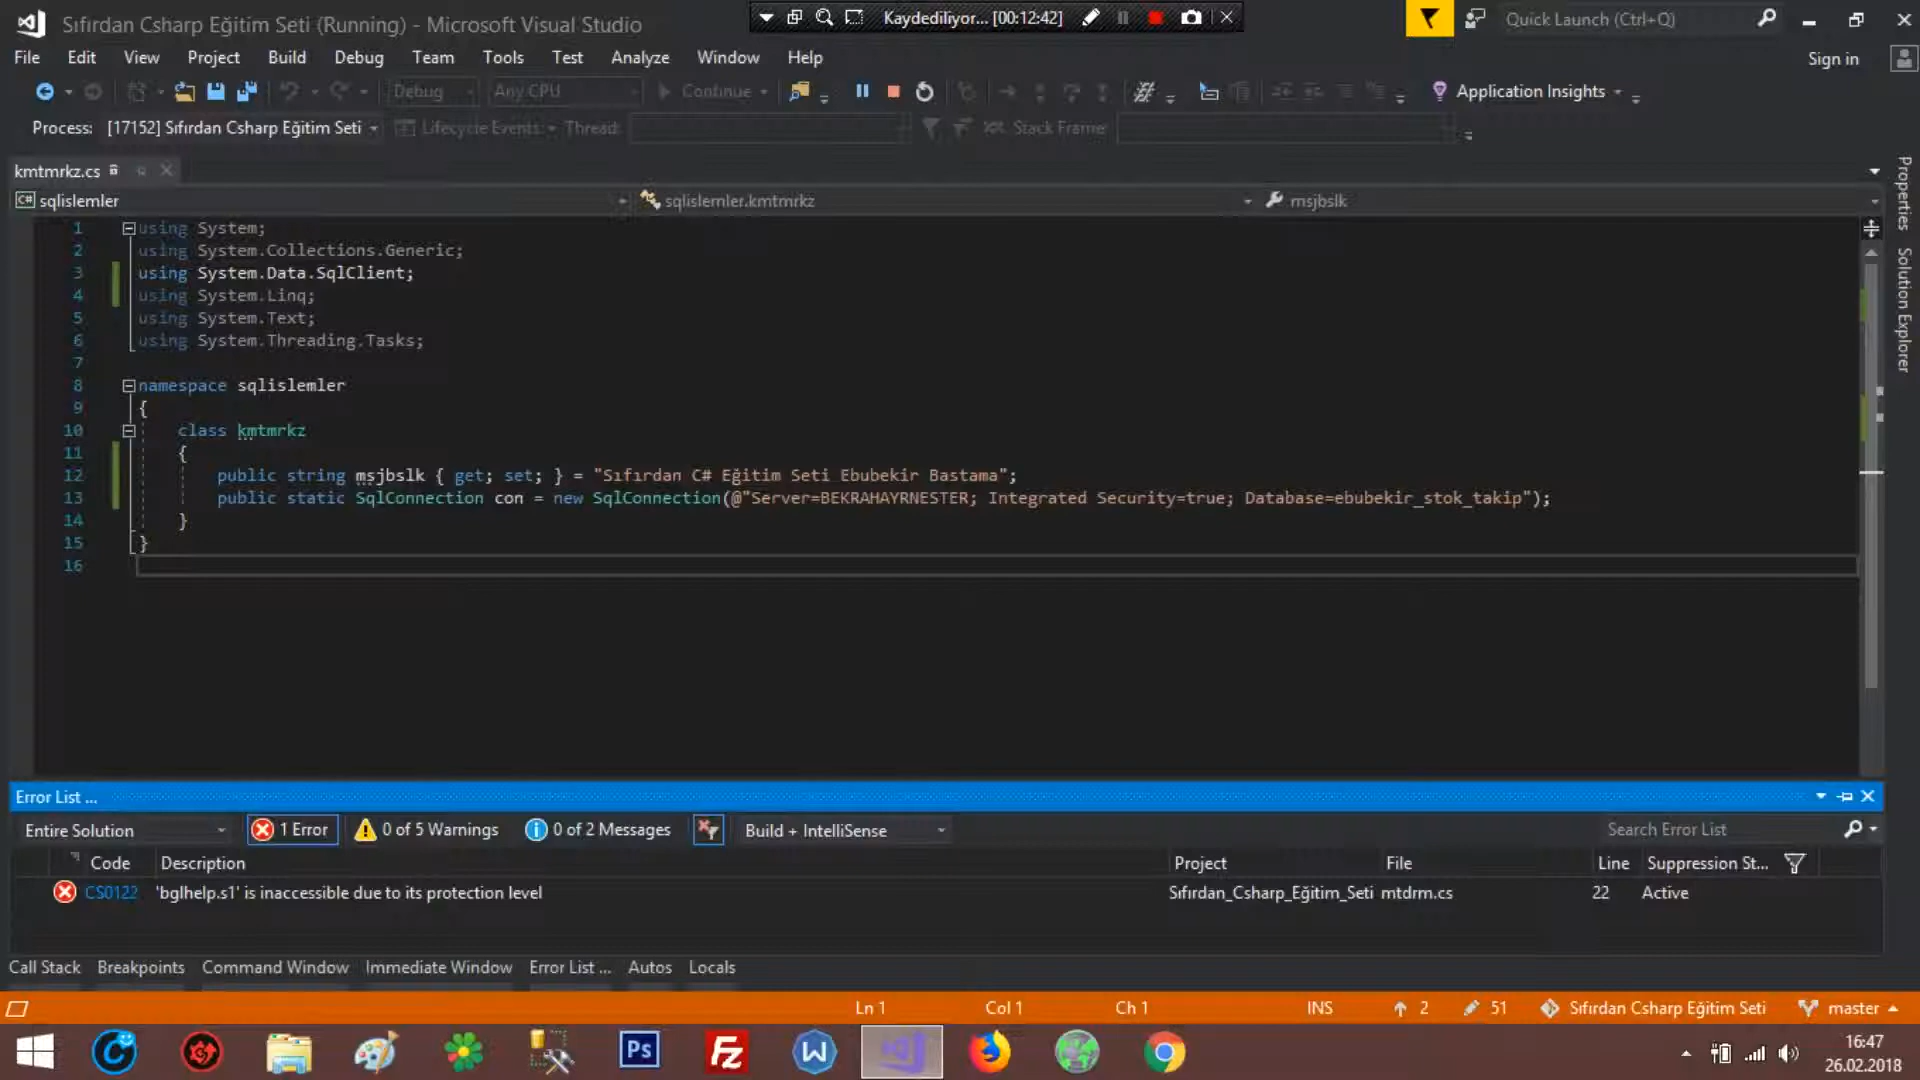 Sıfırdan Csharp Eğitim Seti (Running) - Microsoft Visual Studio
Kaydediliyor... [00:12:42]
Quick Launch (Ctrl+Q)
File Edit View Project Build Debug Team Tools Test Analyze Window Help
Sign in
Debug Any CPU Continue Application Insights
Process: [17152] Sıfırdan Csharp Eğitim Seti Lifecycle Events Thread: Stack Frame:
kmtmrkz.cs
sqlislemler sqlislemler.kmtmrkz msjbslk
Properties
Solution Explorer
1 using System;
2 using System.Collections.Generic;
3 using System.Data.SqlClient;
4 using System.Linq;
5 using System.Text;
6 using System.Threading.Tasks;
7
8 namespace sqlislemler
9 {
10 class kmtmrkz
11 {
12 public string msjbslk { get; set; } = "Sıfırdan C# Eğitim Seti Ebubekir Bastama";
13 public static SqlConnection con = new SqlConnection(@"Server=BEKRAHAYRNESTER; Integrated Security=true; Database=ebubekir_stok_takip");
14 }
15 }
16
Error List ...
Entire Solution 1 Error 0 of 5 Warnings 0 of 2 Messages Build + IntelliSense Search Error List
Code Description Project File Line Suppression St...
CS0122 'bglhelp.s1' is inaccessible due to its protection level Sıfırdan_Csharp_Eğitim_Seti mtdrm.cs 22 Active
Call Stack Breakpoints Command Window Immediate Window Error List ... Autos Locals
Ln 1 Col 1 Ch 1 INS 2 51 Sıfırdan Csharp Eğitim Seti master
Ps
FZ
W
16:47
26.02.2018